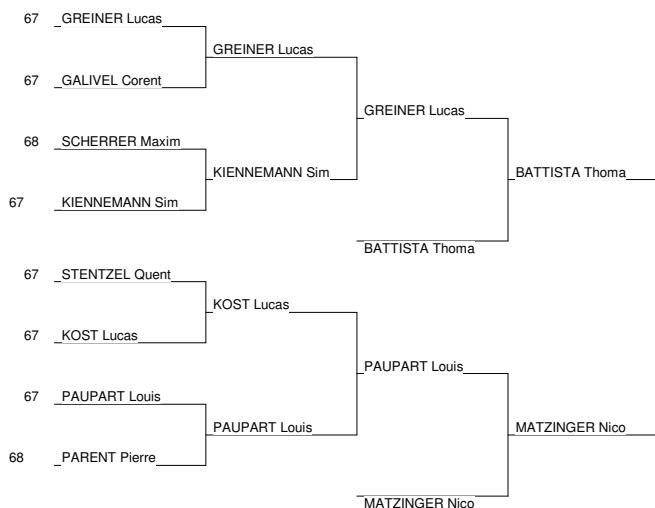 67 GREINER Lucas
GREINER Lucas
67 GALIVEL Corent
GREINER Lucas
68 SCHERRER Maxim
KIENNEMANN Sim
BATTISTA Thoma
67 KIENNEMANN Sim
BATTISTA Thoma
67 STENTZEL Quent
KOST Lucas
67 KOST Lucas
PAUPART Louis
67 PAUPART Louis
PAUPART Louis
MATZINGER Nico
68 PARENT Pierre
MATZINGER Nico